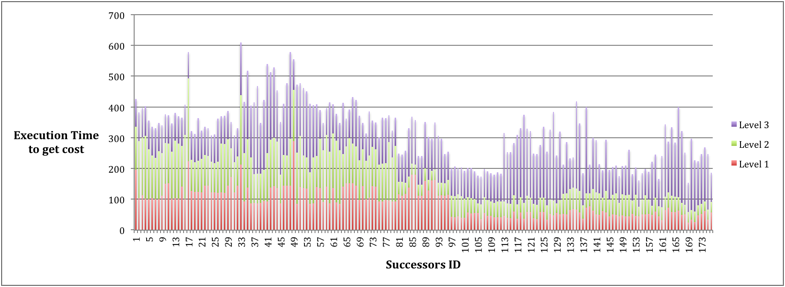 700
600
500
400
300
200
100
0
Execution Time
to get cost
Level 3
Level 2
Level 1
1 5 9 13 17 21 25 29 33 37 41 45 49 53 57 61 65 69 73 77 81 85 89 93 97 101 105 109 113 117 121 125 129 133 137 141 145 149 153 157 161 165 169 173
Successors ID